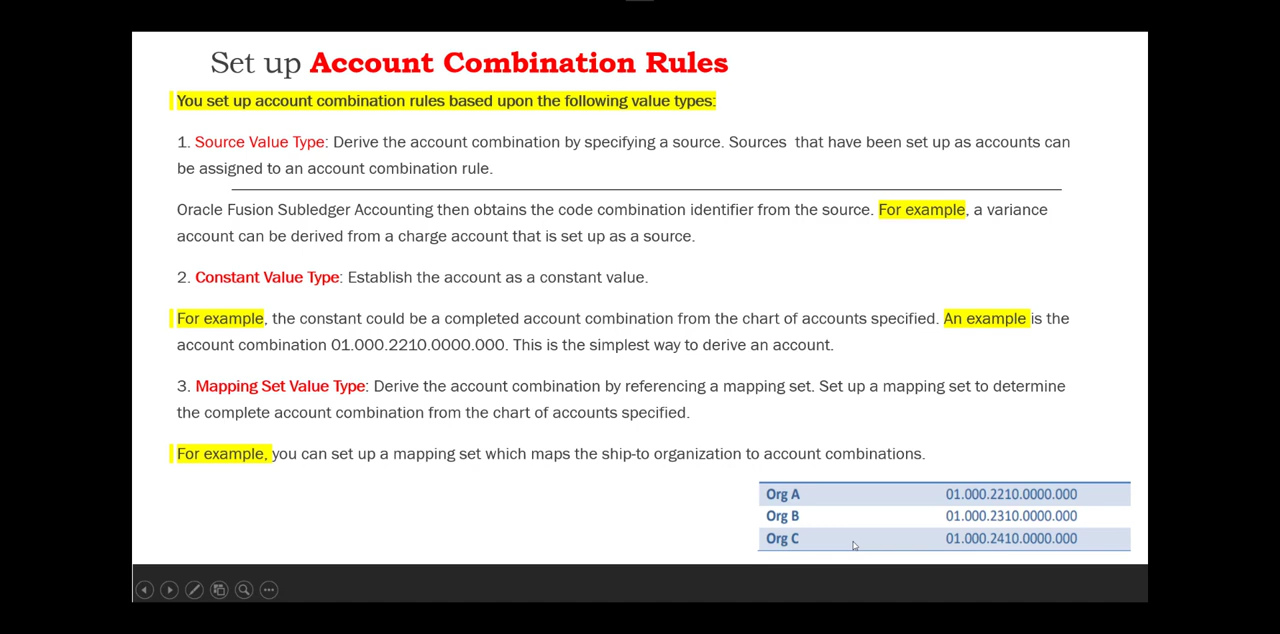 Set up Account Combination Rules
You set up account combination rules based upon the following value types:
1. Source Value Type: Derive the account combination by specifying a source. Sources that have been set up as accounts can
be assigned to an account combination rule.
Oracle Fusion Subledger Accounting then obtains the code combination identifier from the source. For example, a variance
account can be derived from a charge account that is set up as a source.
2. Constant Value Type: Establish the account as a constant value.
For example, the constant could be a completed account combination from the chart of accounts specified. An example is the
account combination 01.000.2210.0000.000. This is the simplest way to derive an account.
3. Mapping Set Value Type: Derive the account combination by referencing a mapping set. Set up a mapping set to determine
the complete account combination from the chart of accounts specified.
For example, you can set up a mapping set which maps the ship-to organization to account combinations.
Org A 01.000.2210.0000.000
Org B 01.000.2310.0000.000
Org C 01.000.2410.0000.000